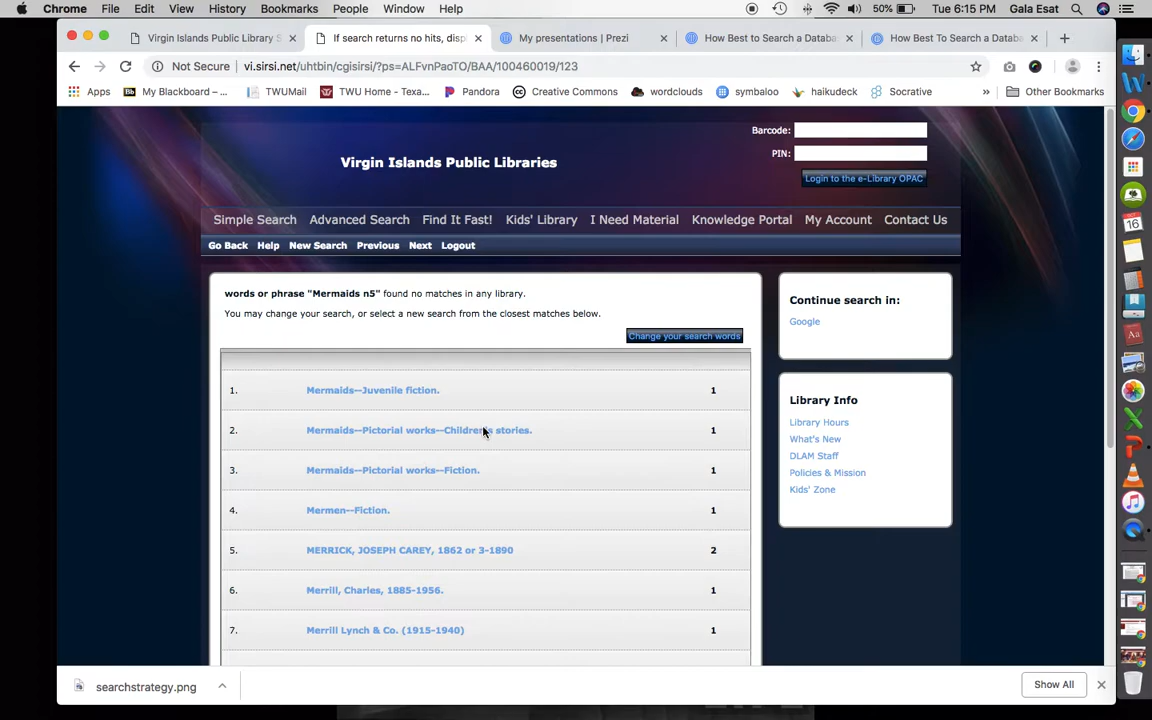 Chrome File Edit View History Bookmarks People Window Help 50% Tue 6:15 PM Gala Esat
Virgin Islands Public Library S
If search returns no hits, disp
My presentations | Prezi
How Best to Search a Databas
How Best To Search a Databa
Not Secure vi.sirsi.net/uhtbin/cgisirsi/?ps=ALFvnPaoTO/BAA/100460019/123
Apps My Blackboard – ... TWUMail TWU Home - Texa... Pandora Creative Commons wordclouds symbaloo haikudeck Socrative » Other Bookmarks
Barcode:
Virgin Islands Public Libraries
PIN:
Login to the e-Library OPAC
Simple Search Advanced Search Find It Fast! Kids' Library I Need Material Knowledge Portal My Account Contact Us
Go Back Help New Search Previous Next Logout
words or phrase "Mermaids n5" found no matches in any library.
You may change your search, or select a new search from the closest matches below.
Change your search words
1. Mermaids--Juvenile fiction. 1
2. Mermaids--Pictorial works--Children's stories. 1
3. Mermaids--Pictorial works--Fiction. 1
4. Mermen--Fiction. 1
5. MERRICK, JOSEPH CAREY, 1862 or 3-1890 2
6. Merrill, Charles, 1885-1956. 1
7. Merrill Lynch & Co. (1915-1940) 1
Continue search in:
Google
Library Info
Library Hours
What's New
DLAM Staff
Policies & Mission
Kids' Zone
searchstrategy.png
Show All